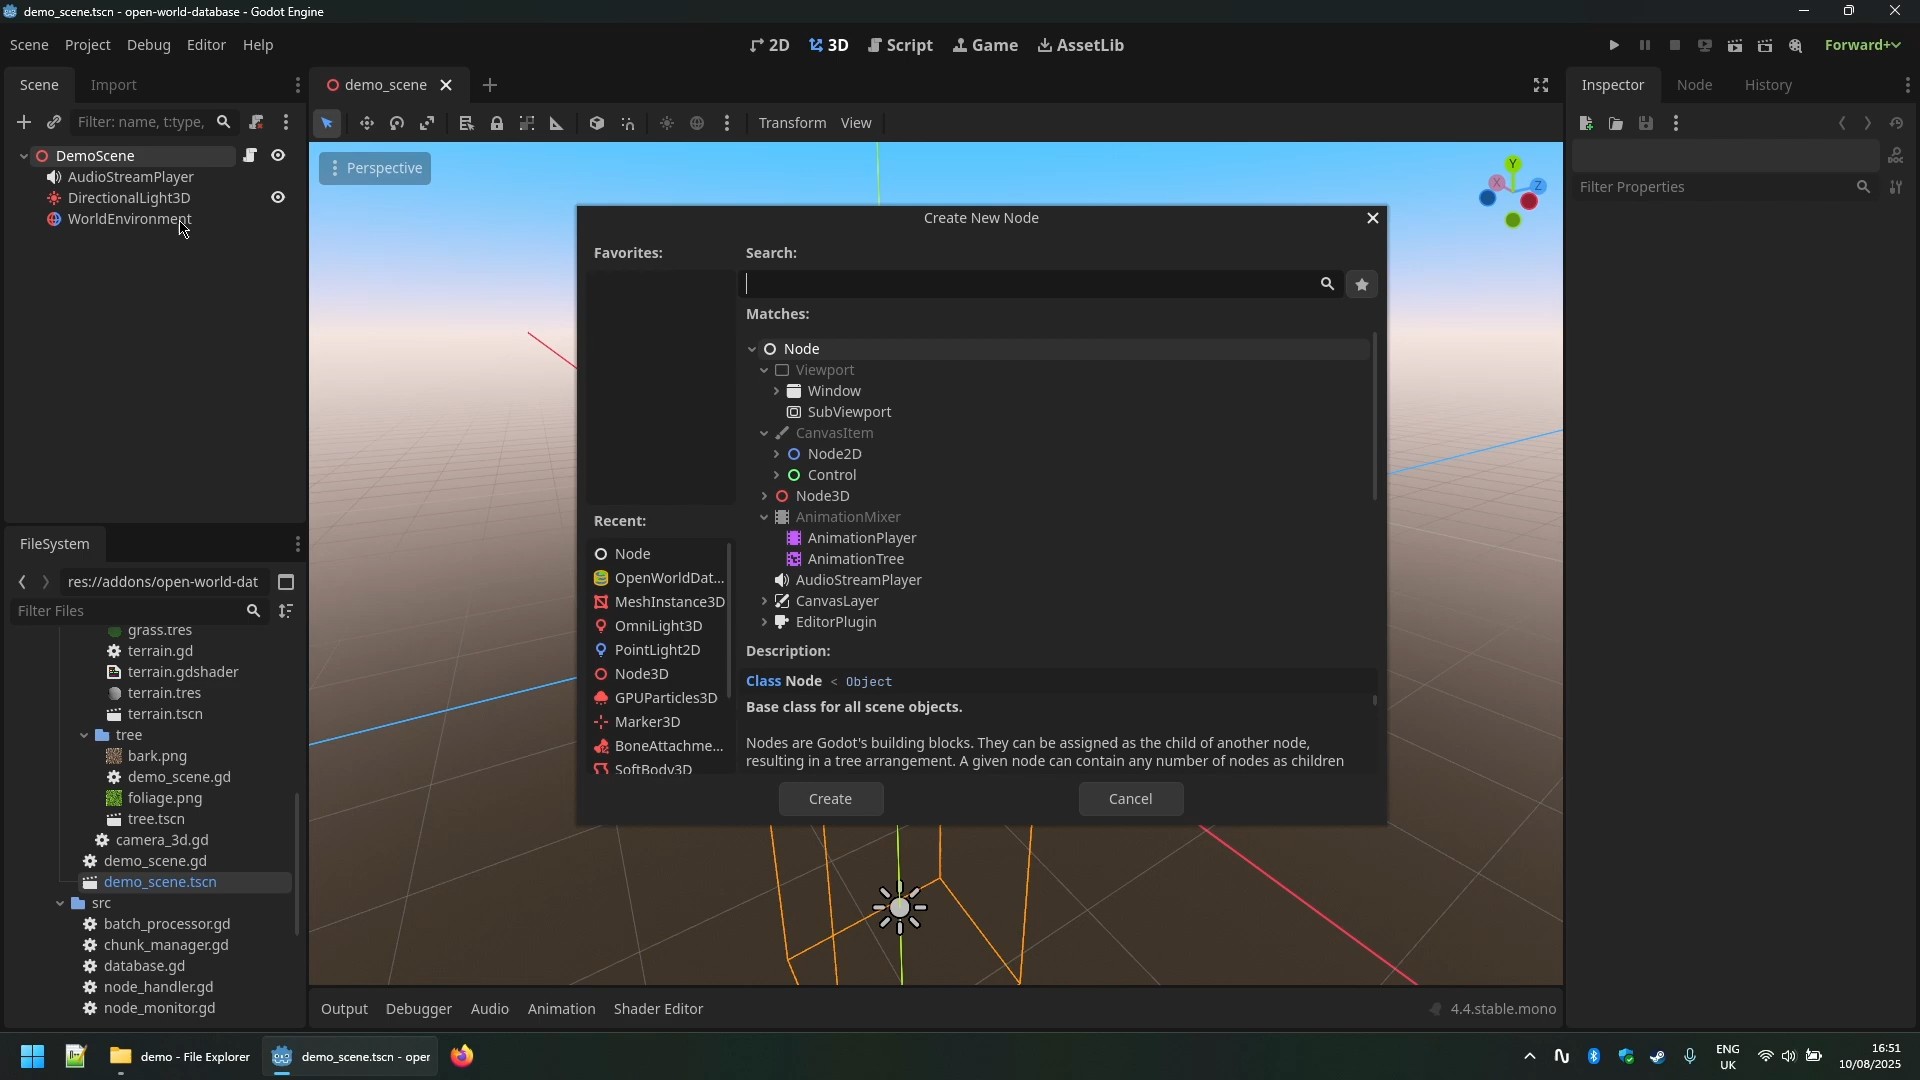 demo_scene.tscn - open-world-database - Godot Engine
Scene Project Debug Editor Help
2D 3D Script Game AssetLib
Forward+
Scene Import
demo_scene
Inspector Node History
Filter: name, t:type,
Transform View
DemoScene
AudioStreamPlayer
DirectionalLight3D
WorldEnvironment
Perspective
Y
X
Z
Filter Properties
Create New Node
Favorites:
Search:
Matches:
Node
Viewport
Window
SubViewport
CanvasItem
Node2D
Control
Node3D
AnimationMixer
AnimationPlayer
AnimationTree
AudioStreamPlayer
CanvasLayer
EditorPlugin
Recent:
Node
OpenWorldDat...
MeshInstance3D
OmniLight3D
PointLight2D
Node3D
GPUParticles3D
Marker3D
BoneAttachme...
SoftBody3D
Description:
Class Node < Object
Base class for all scene objects.
Nodes are Godot's building blocks. They can be assigned as the child of another node,
resulting in a tree arrangement. A given node can contain any number of nodes as children
Create Cancel
FileSystem
res://addons/open-world-dat
Filter Files
grass.tres
terrain.gd
terrain.gdshader
terrain.tres
terrain.tscn
tree
bark.png
demo_scene.gd
foliage.png
tree.tscn
camera_3d.gd
demo_scene.gd
demo_scene.tscn
src
batch_processor.gd
chunk_manager.gd
database.gd
node_handler.gd
node_monitor.gd
Output Debugger Audio Animation Shader Editor
4.4.stable.mono
demo - File Explorer
demo_scene.tscn - oper
ENG
UK
16:51
10/08/2025